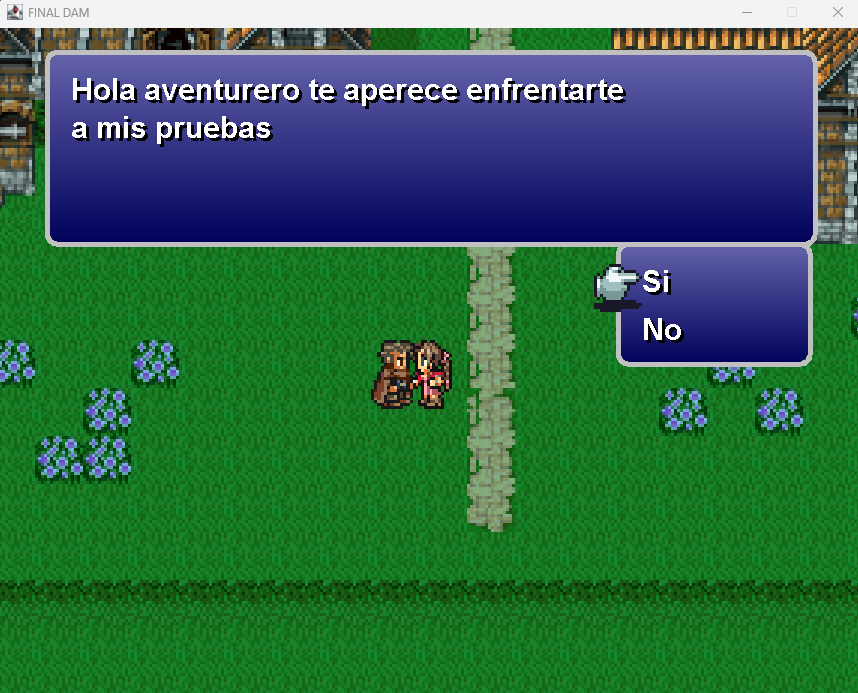 FINAL DAM
Hola aventurero te aperece enfrentarte
a mis pruebas
Si
No